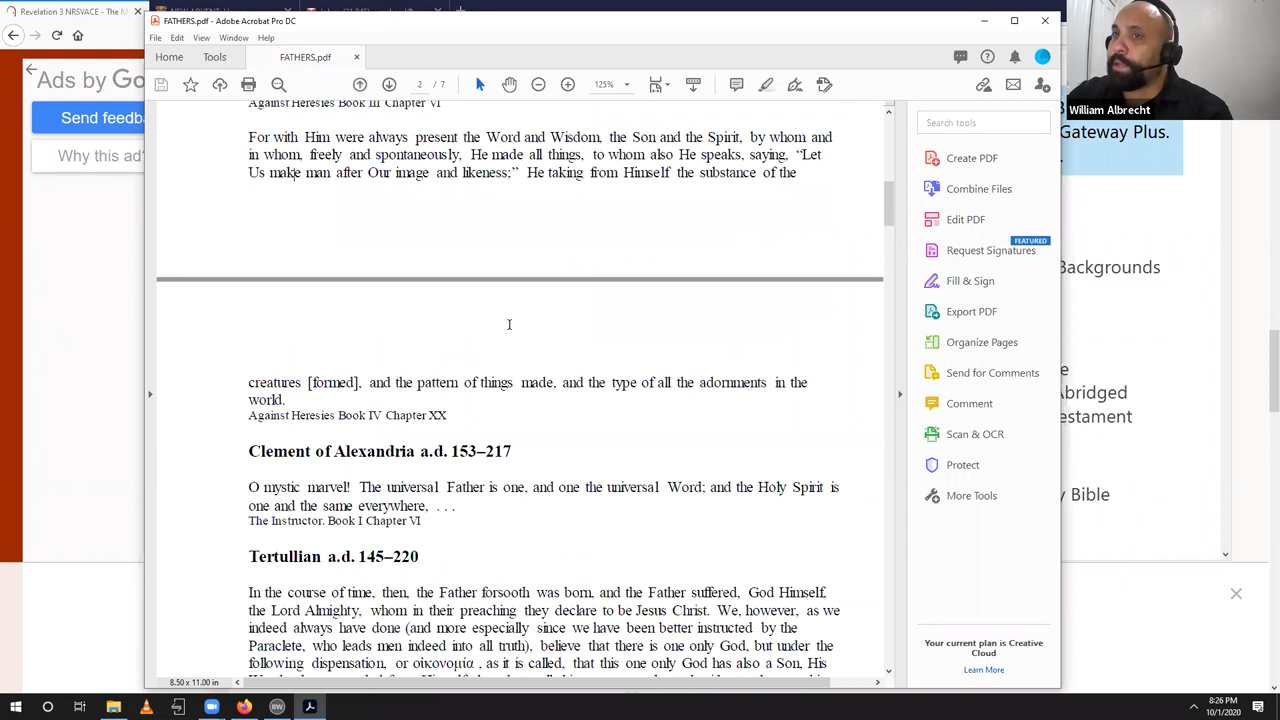 Revelation 3 NRSVACE - The M
FATHERS.pdf - Adobe Acrobat Pro DC
File Edit View Window Help
Home Tools FATHERS.pdf
2 / 7
125%
Ads by Go
Send feedba
Why this ad?
William Albrecht
Gateway Plus.
Backgrounds
Abridged
estament
y Bible
Against Heresies Book III Chapter VI
For with Him were always present the Word and Wisdom, the Son and the Spirit, by whom and
in whom, freely and spontaneously, He made all things, to whom also He speaks, saying, “Let
Us make man after Our image and likeness;” He taking from Himself the substance of the
creatures [formed], and the pattern of things made, and the type of all the adornments in the
world.
Against Heresies Book IV Chapter XX
Clement of Alexandria a.d. 153–217
O mystic marvel! The universal Father is one, and one the universal Word; and the Holy Spirit is
one and the same everywhere, . . .
The Instructor. Book I Chapter VI
Tertullian a.d. 145–220
In the course of time, then, the Father forsooth was born, and the Father suffered, God Himself,
the Lord Almighty, whom in their preaching they declare to be Jesus Christ. We, however, as we
indeed always have done (and more especially since we have been better instructed by the
Paraclete, who leads men indeed into all truth), believe that there is one only God, but under the
following dispensation, or οἰκονομία , as it is called, that this one only God has also a Son, His
Search tools
Create PDF
Combine Files
Edit PDF
FEATURED
Request Signatures
Fill & Sign
Export PDF
Organize Pages
Send for Comments
Comment
Scan & OCR
Protect
More Tools
Your current plan is Creative
Cloud
Learn More
8.50 x 11.00 in
8:26 PM
10/1/2020